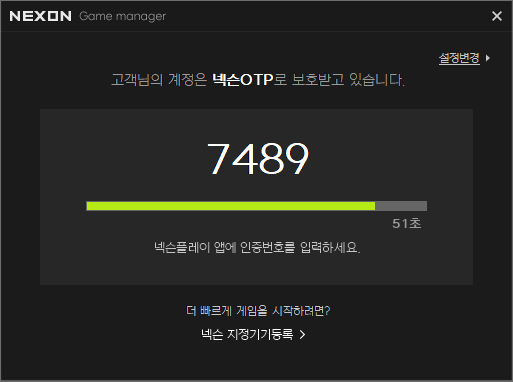 NEXON Game manager
설정변경
고객님의 계정은 넥슨OTP로 보호받고 있습니다.
7489
51초
넥슨플레이 앱에 인증번호를 입력하세요.
더 빠르게 게임을 시작하려면?
넥슨 지정기기등록 >